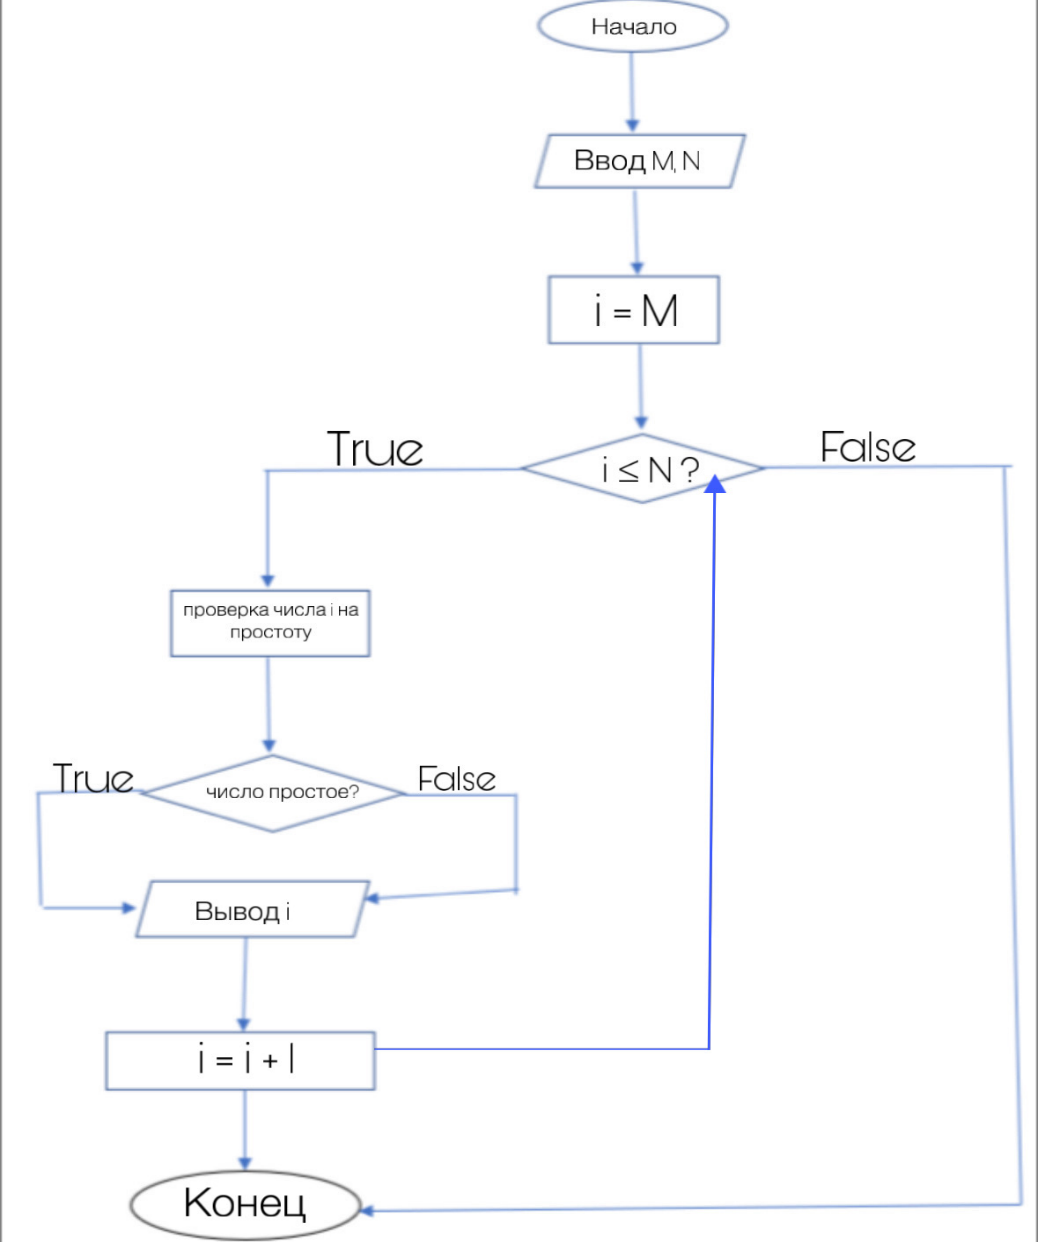 Начало
Ввод M, N
i = M
True
i ≤ N ?
False
проверка числа i на
простоту
True
число простое?
False
Вывод i
i = i + 1
Конец